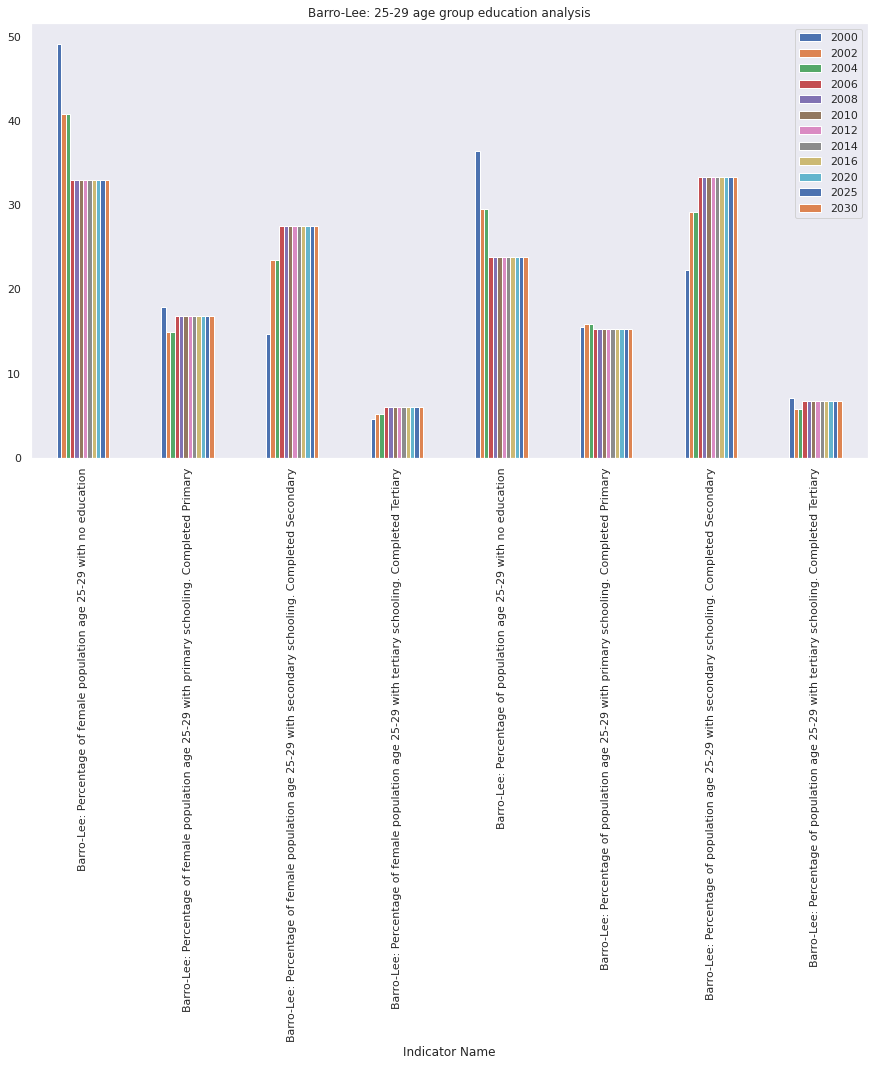 Barro-Lee: 25-29 age group education analysis
50
40
30
20
10
0
2000
2002
2004
2006
2008
2010
2012
2014
2016
2020
2025
2030
Barro-Lee: Percentage of female population age 25-29 with no education
Barro-Lee: Percentage of female population age 25-29 with primary schooling. Completed Primary
Barro-Lee: Percentage of female population age 25-29 with secondary schooling. Completed Secondary
Barro-Lee: Percentage of female population age 25-29 with tertiary schooling. Completed Tertiary
Barro-Lee: Percentage of population age 25-29 with no education
Barro-Lee: Percentage of population age 25-29 with primary schooling. Completed Primary
Barro-Lee: Percentage of population age 25-29 with secondary schooling. Completed Secondary
Barro-Lee: Percentage of population age 25-29 with tertiary schooling. Completed Tertiary
Indicator Name